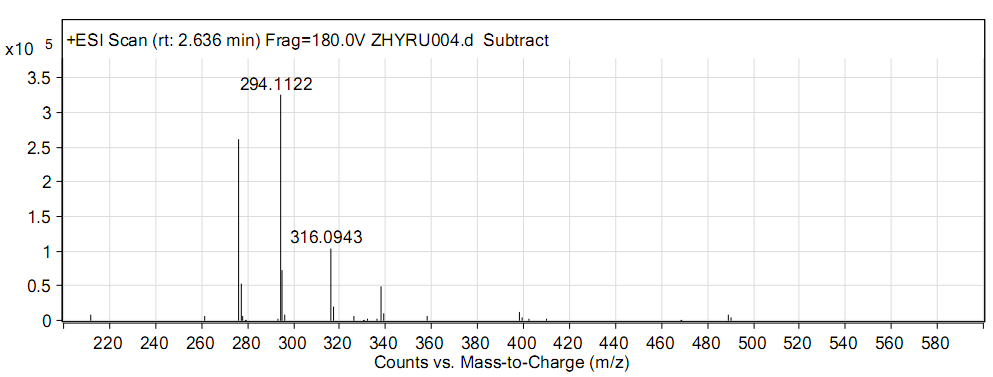 +ESI Scan (rt: 2.636 min) Frag=180.0V ZHYRU004.d Subtract
x10 5
3.5
3
2.5
2
1.5
1
0.5
0
294.1122
316.0943
220 240 260 280 300 320 340 360 380 400 420 440 460 480 500 520 540 560 580
Counts vs. Mass-to-Charge (m/z)